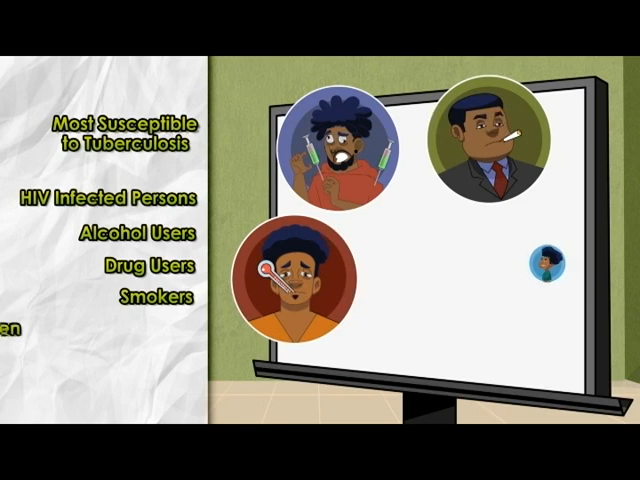 Most Susceptible
to Tuberculosis
HIV Infected Persons
Alcohol Users
Drug Users
Smokers